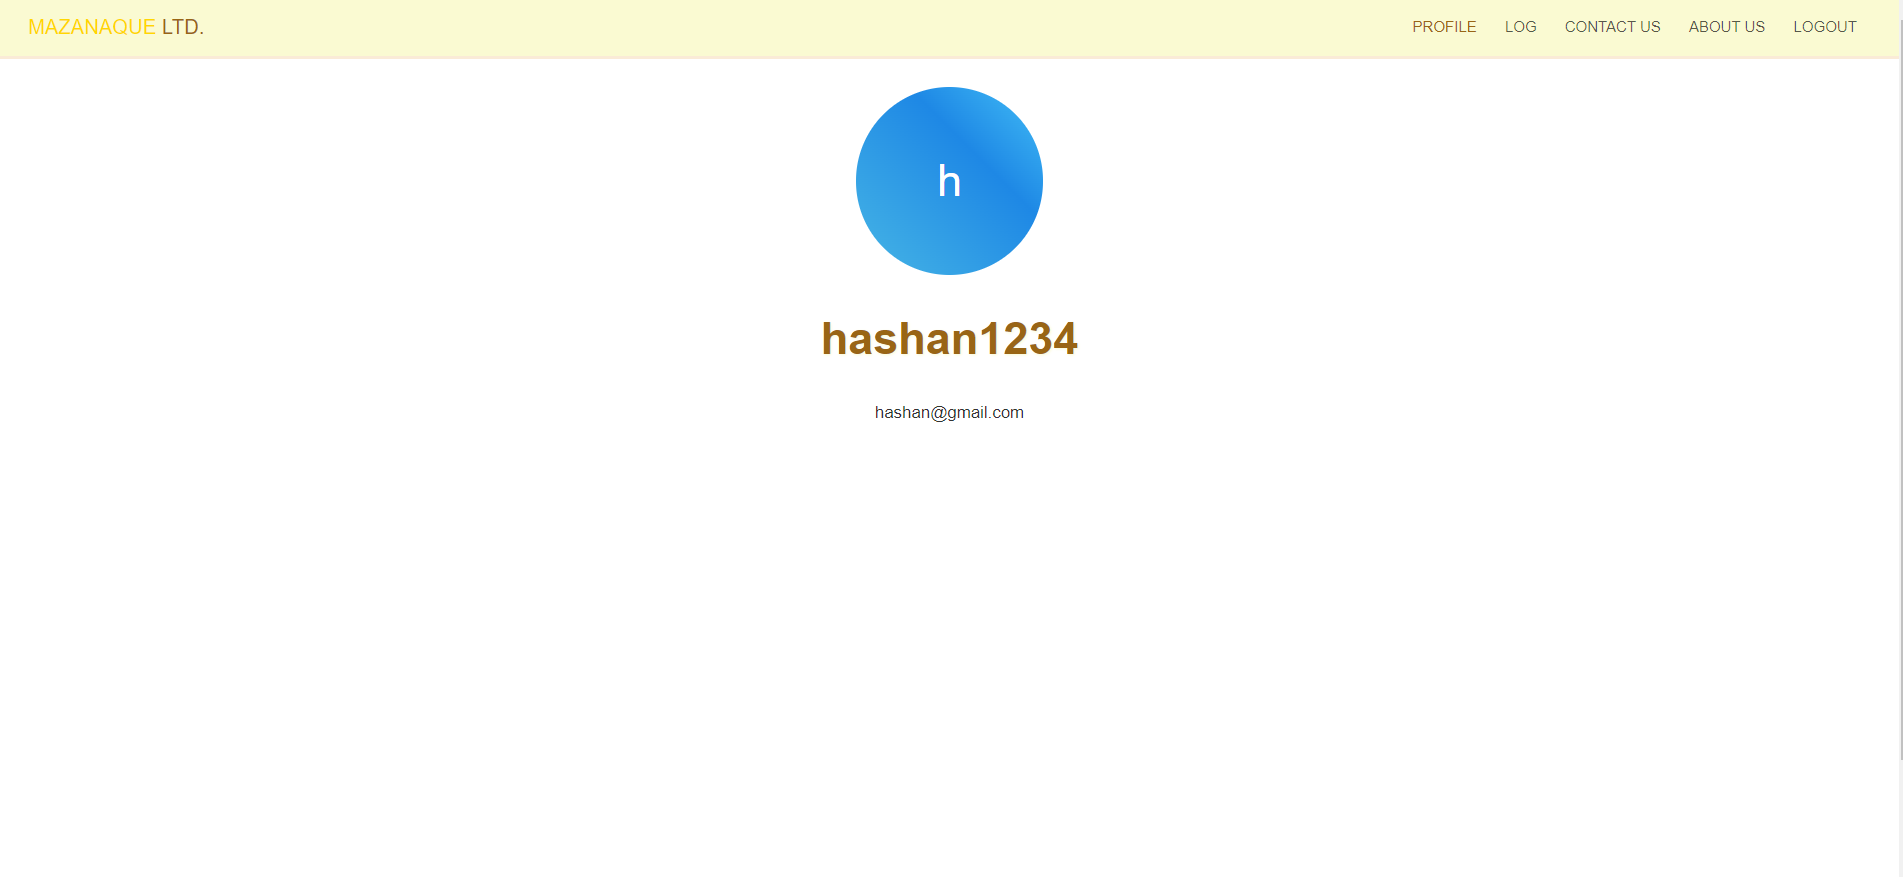 MAZANAQUE LTD. PROFILE LOG CONTACT US ABOUT US LOGOUT
h
hashan1234
hashan@gmail.com